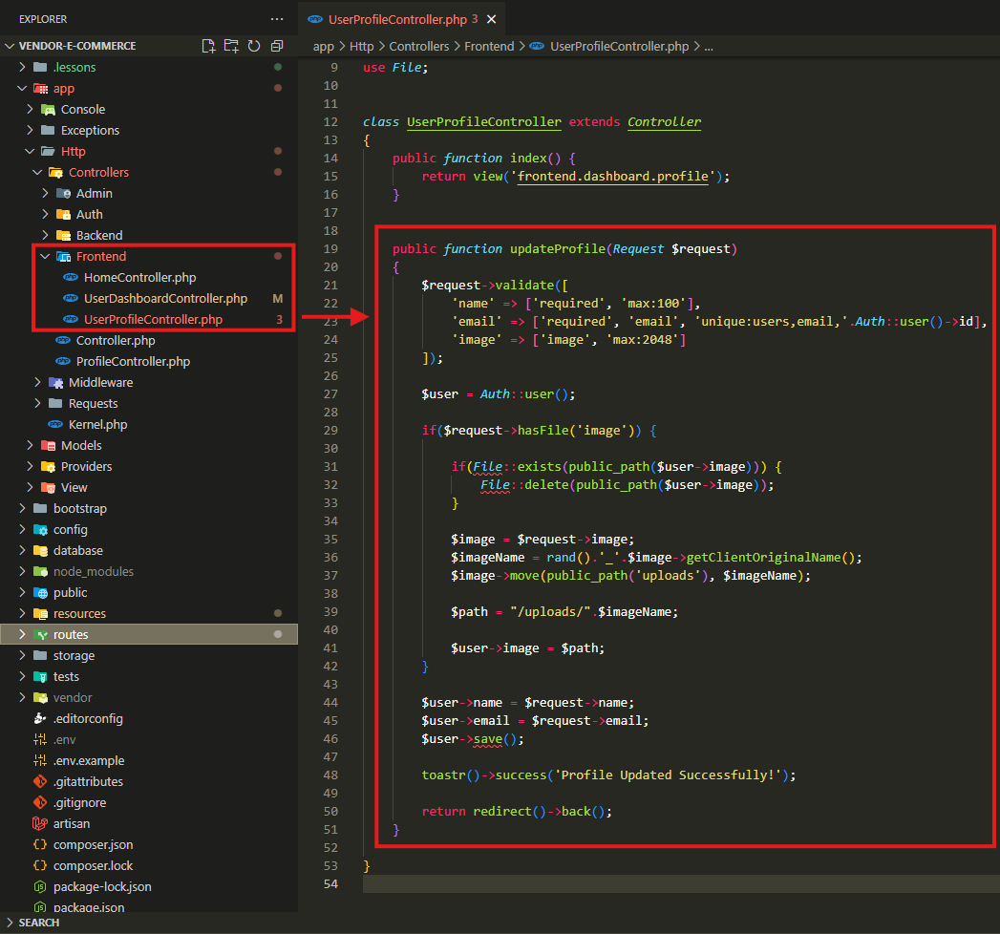 EXPLORER
...
VENDOR-E-COMMERCE
.lessons
app
Console
Exceptions
Http
Controllers
Admin
Auth
Backend
Frontend
HomeController.php
UserDashboardController.php M
UserProfileController.php 3
Controller.php
ProfileController.php
Middleware
Requests
Kernel.php
Models
Providers
View
bootstrap
config
database
node_modules
public
resources
routes
storage
tests
vendor
.editorconfig
.env
.env.example
.gitattributes
.gitignore
artisan
composer.json
composer.lock
package-lock.json
package.json
SEARCH
php UserProfileController.php 3 ×
app > Http > Controllers > Frontend > php UserProfileController.php > ...
9 use File;
10
11
12 class UserProfileController extends Controller
13 {
14     public function index() {
15         return view('frontend.dashboard.profile');
16     }
17
18
19     public function updateProfile(Request $request)
20     {
21         $request->validate([
22             'name' => ['required', 'max:100'],
23             'email' => ['required', 'email', 'unique:users,email,'.Auth::user()->id],
24             'image' => ['image', 'max:2048']
25         ]);
26
27         $user = Auth::user();
28
29         if($request->hasFile('image')) {
30
31             if(File::exists(public_path($user->image))) {
32                 File::delete(public_path($user->image));
33             }
34
35             $image = $request->image;
36             $imageName = rand().'_'.$image->getClientOriginalName();
37             $image->move(public_path('uploads'), $imageName);
38
39             $path = "/uploads/".$imageName;
40
41             $user->image = $path;
42         }
43
44         $user->name = $request->name;
45         $user->email = $request->email;
46         $user->save();
47
48         toastr()->success('Profile Updated Successfully!');
49
50         return redirect()->back();
51     }
52
53 }
54